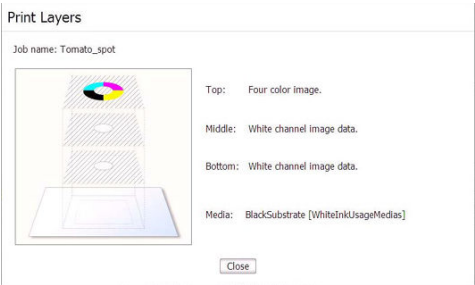 Print Layers
Job name: Tomato_spot
Top: Four color image.
Middle: White channel image data.
Bottom: White channel image data.
Media: BlackSubstrate [WhiteInkUsageMedias]
Close